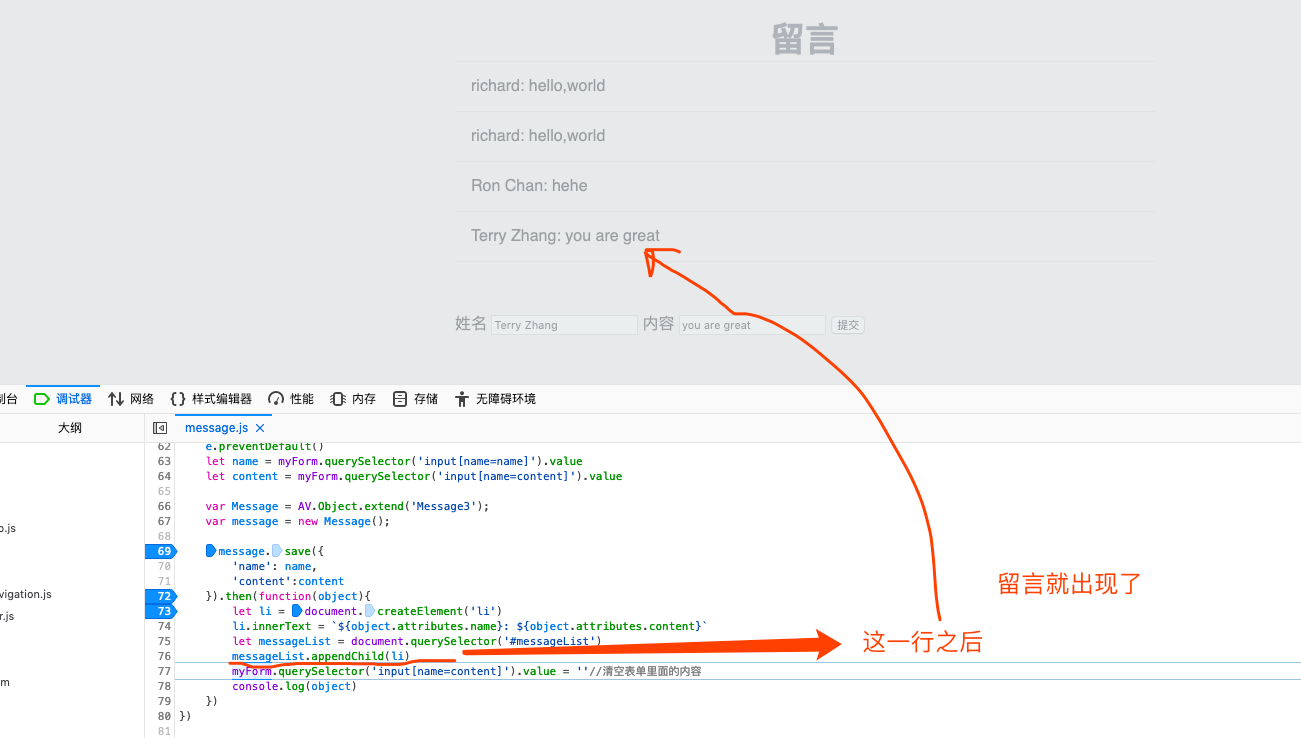 留言
richard: hello,world
richard: hello,world
Ron Chan: hehe
Terry Zhang: you are great
姓名 Terry Zhang 内容 you are great 提交
制台 调试器 网络 {} 样式编辑器 性能 内存 存储 无障碍环境
大纲 message.js
62 e.preventDefault()
63 let name = myForm.querySelector('input[name=name]').value
64 let content = myForm.querySelector('input[name=content]').value
65
66 var Message = AV.Object.extend('Message3');
67 var message = new Message();
68
o.js
69 message.save({
70 'name': name,
71 'content':content
vigation.js
72 }).then(function(object){
r.js
73 let li = document.createElement('li')
74 li.innerText = `${object.attributes.name}: ${object.attributes.content}`
75 let messageList = document.querySelector('#messageList')
76 messageList.appendChild(li)
77 myForm.querySelector('input[name=content]').value = ''//清空表单里面的内容
m
78 console.log(object)
79 })
80 })
81
留言就出现了
这一行之后